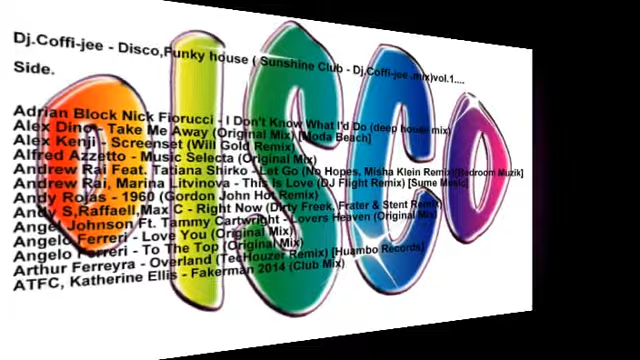 Dj.Coffi-jee - Disco,Funky house ( Sunshine Club - Dj.Coffi-jee .mix)vol.1....
Side.
DISCO
Adrian Block Nick Fiorucci - I Don't Know What I'd Do (deep house mix)
Alex Dino - Take Me Away (Original Mix) [Moda Beach]
Alex Kenji - Screenset (Will Gold Remix)
Alfred Azzetto - Music Selecta (Original Mix)
Andrew Rai Feat. Tatiana Shirko - Let Go (No Hopes, Misha Klein Remix)[Bedroom Muzik]
Andrew Rai, Marina Litvinova - This Is Love (DJ Flight Remix) [Sume Music]
Andy Rojas - 1960 (Gordon John Hot Remix)
Andy S,Raffaell,Max C - Right Now (Dirty Freek, Frater & Stent Remix)
Angel Johnson Ft. Tammy Cartwright - Lovers Heaven (Original Mix)
Angelo Ferreri - Love You (Original Mix)
Angelo Ferreri - To The Top (Original Mix)
Arthur Ferreyra - Overland (TecHouzer Remix) [Huambo Records]
ATFC, Katherine Ellis - Fakerman 2014 (Club Mix)